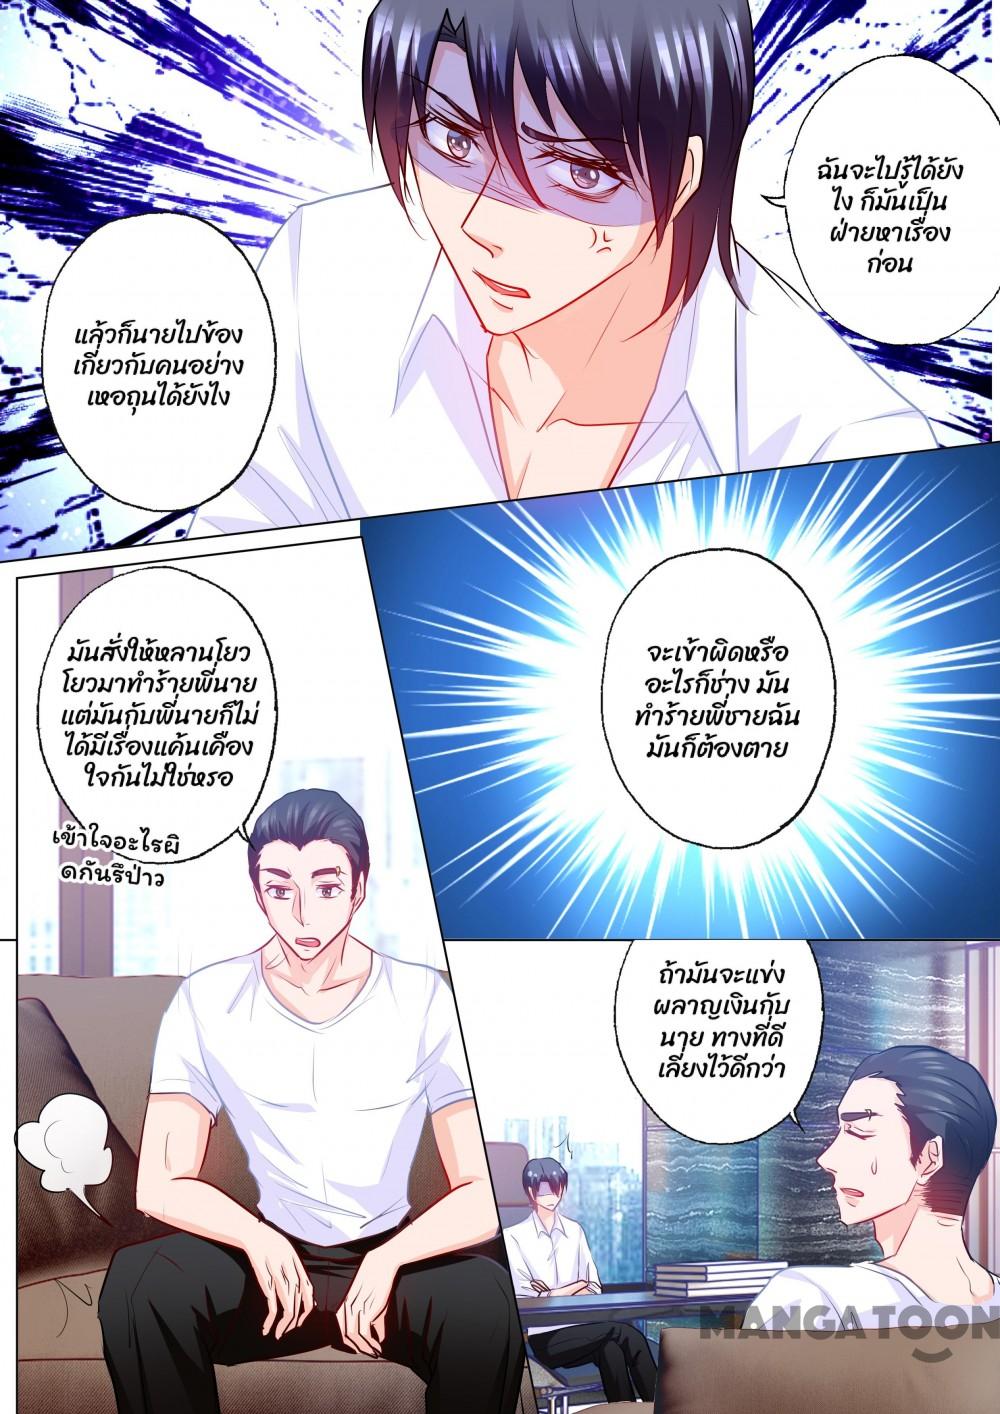 ฉันจะไปรู้ได้ยัง
ไง ก็มันเป็น
ฝ่ายหาเรื่อง
ก่อน
แล้วก็นายไปข้อง
เกี่ยวกับคนอย่าง
เหอถุนได้ยังไง
จะเข้าผิดหรือ
อะไรก็ช่าง มัน
ทำร้ายพี่ชายฉัน
มันก็ต้องตาย
มันสั่งให้หลานโยว
โยวมาทำร้ายพี่นาย
แต่มันกับพี่นายก็ไม่
ได้มีเรื่องแค้นเคือง
ใจกันไม่ใช่หรอ
เข้าใจอะไรผิ
ดกันรึป่าว
ถ้ามันจะแข่ง
ผลาญเงินกับ
นาย ทางที่ดี
เลี่ยงไว้ดีกว่า
MANGATOON